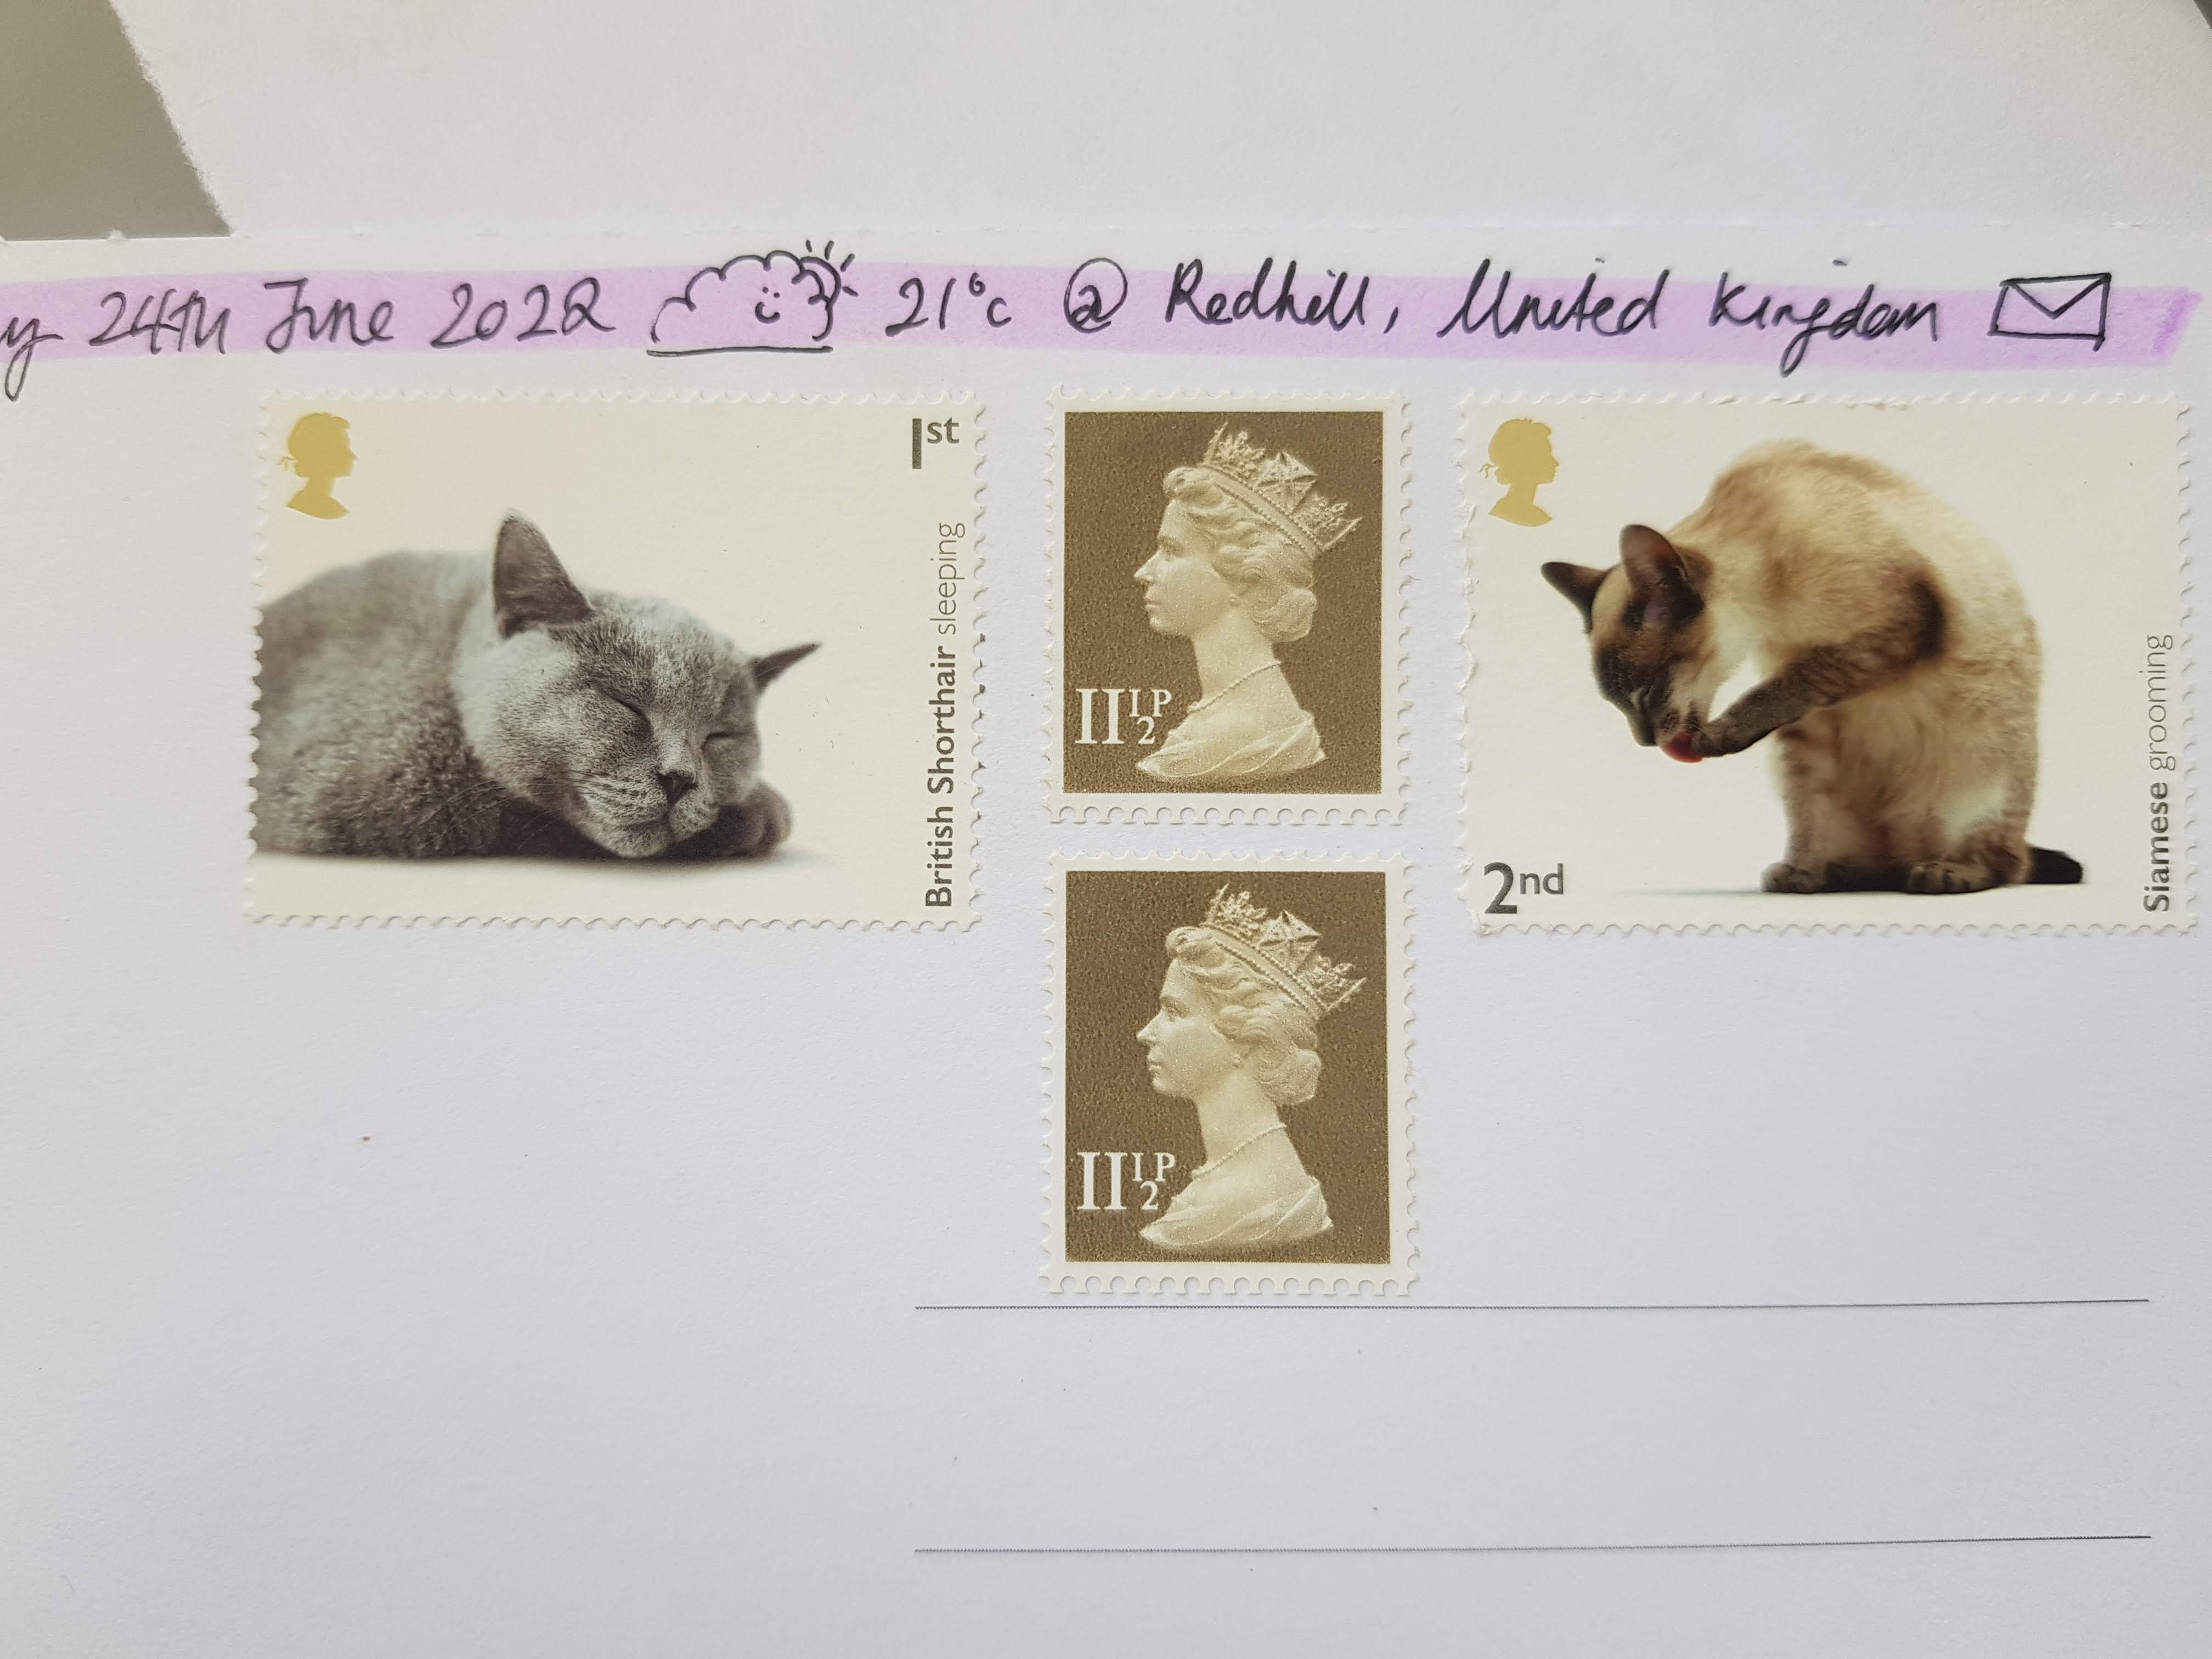 y 24th June 2022 21°c @ Redhill, United Kingdom
1st
British Shorthair sleeping
11½P
2nd
Siamese grooming
11½P